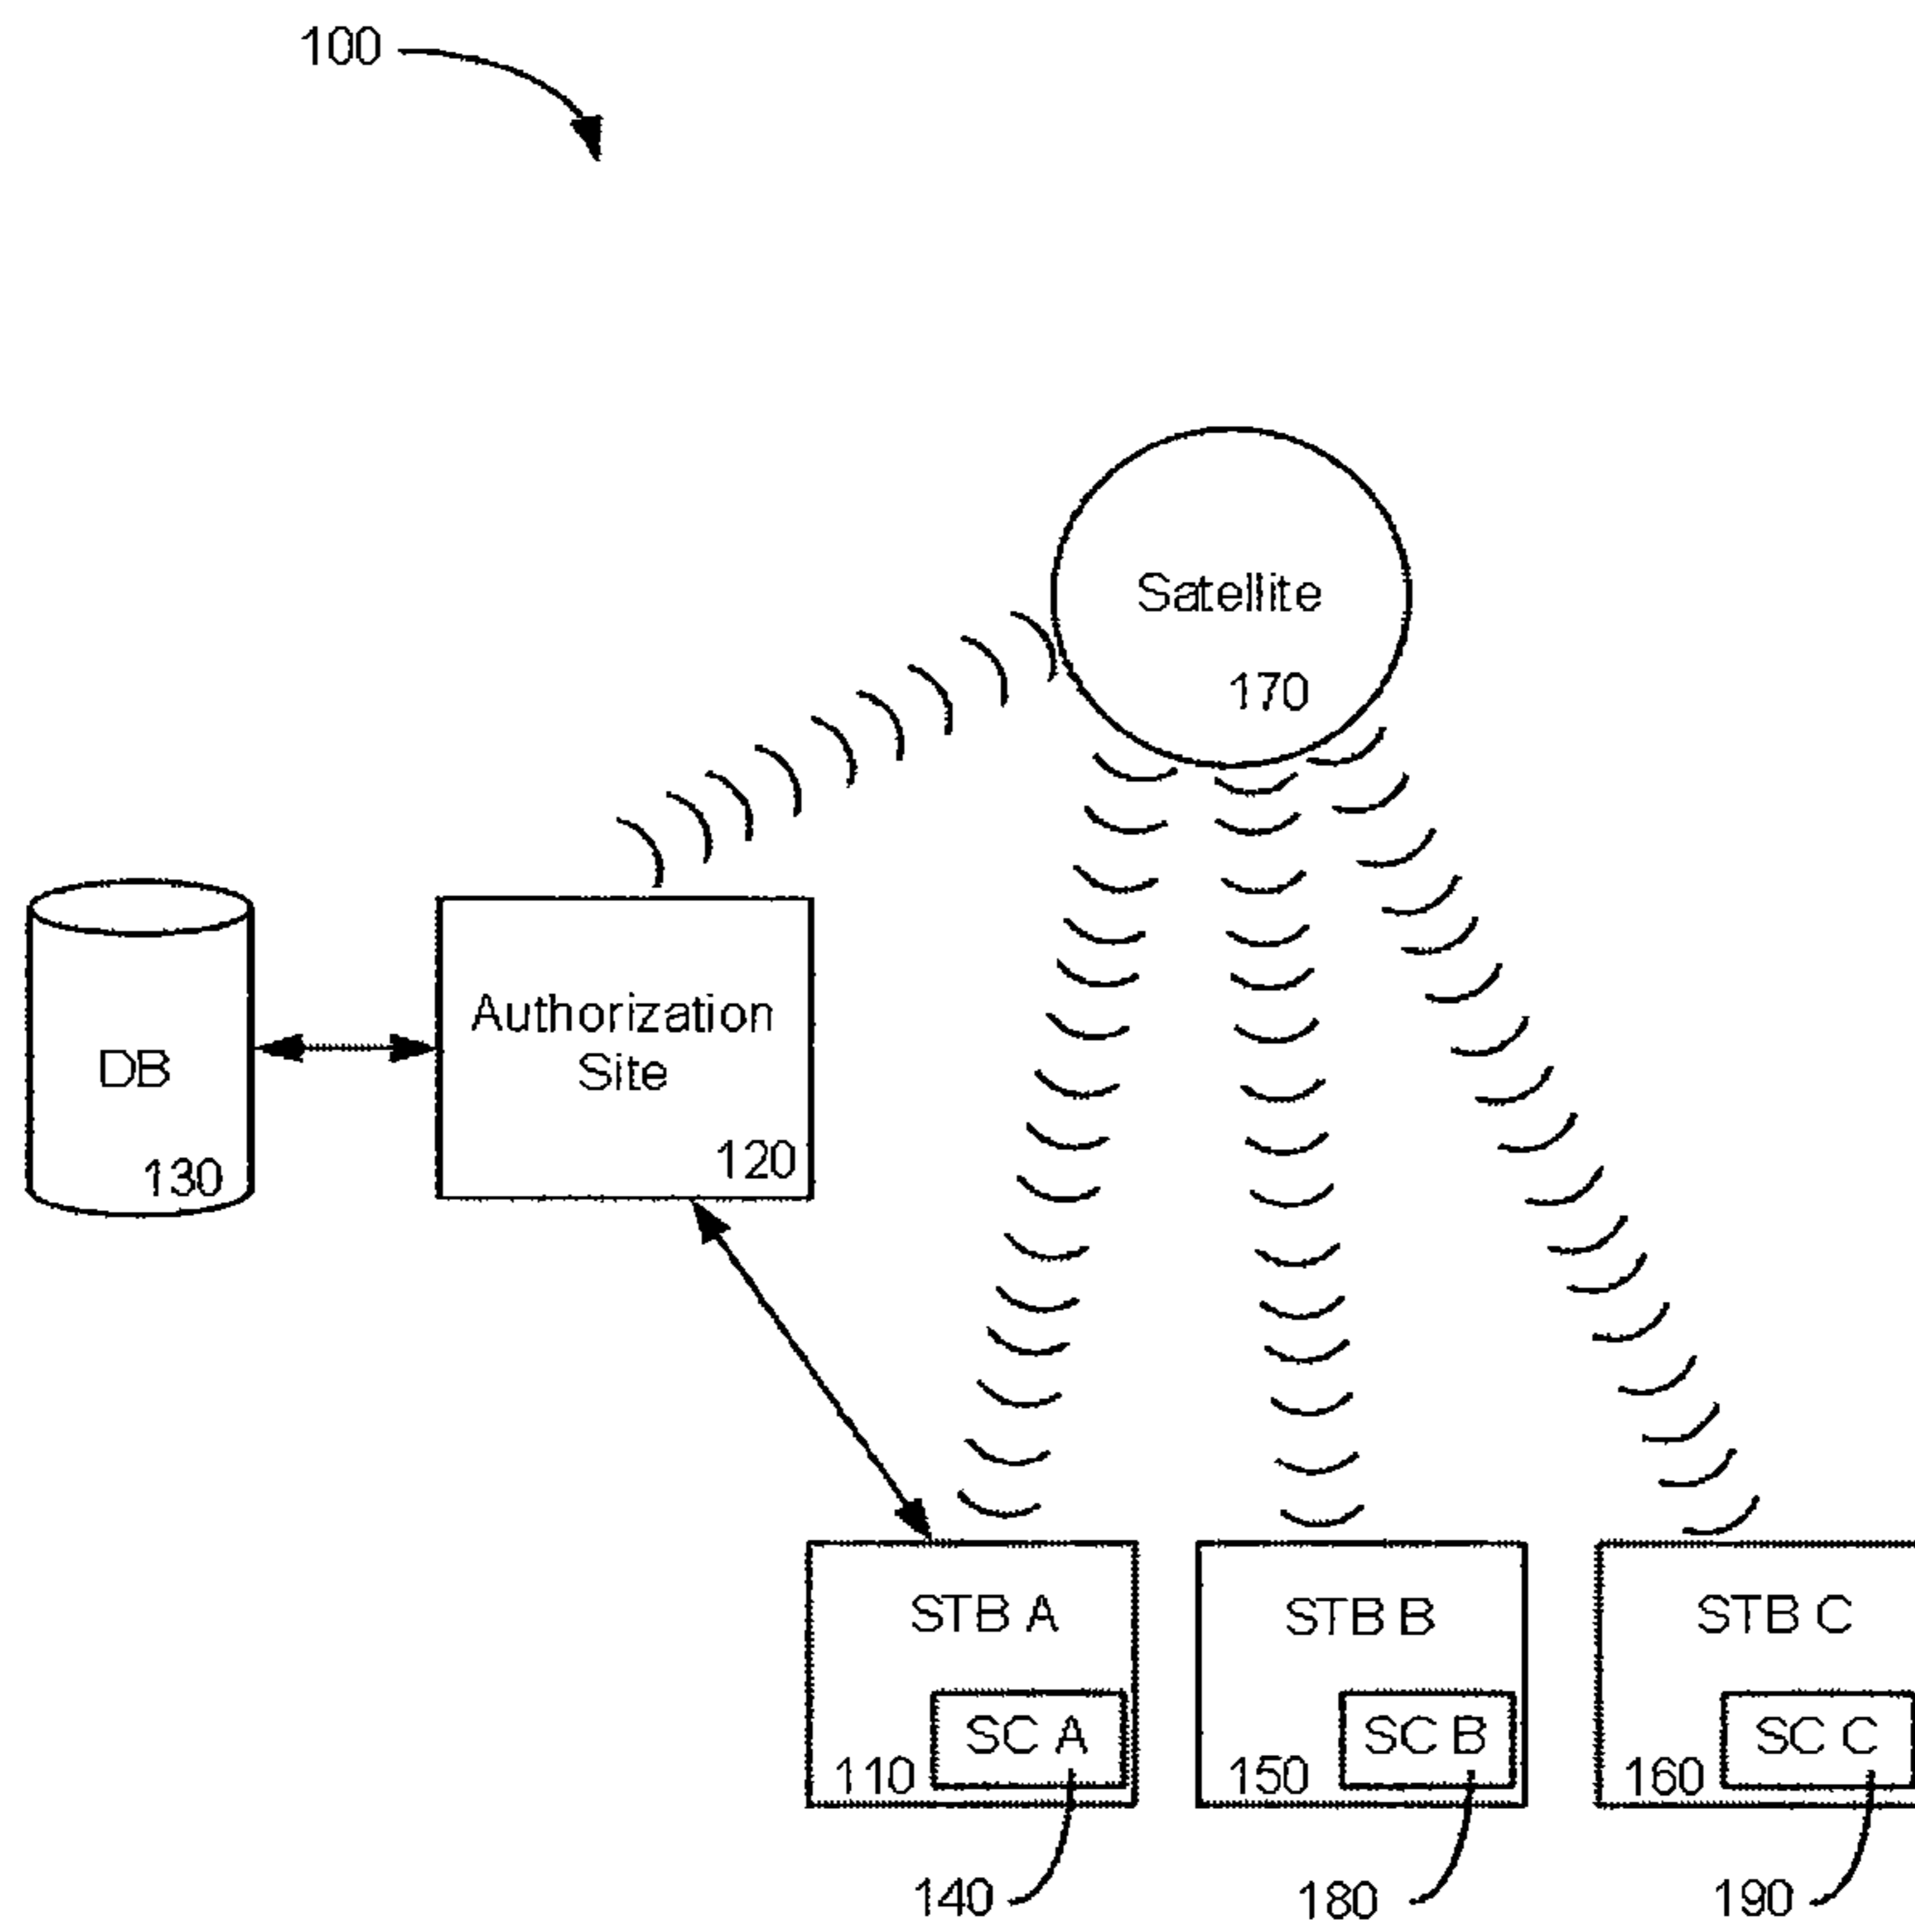 100
Satellite
170
DB
130
Authorization
Site
120
STB A
SC A
110
STB B
SC B
150
STB C
SC C
160
140
180
190